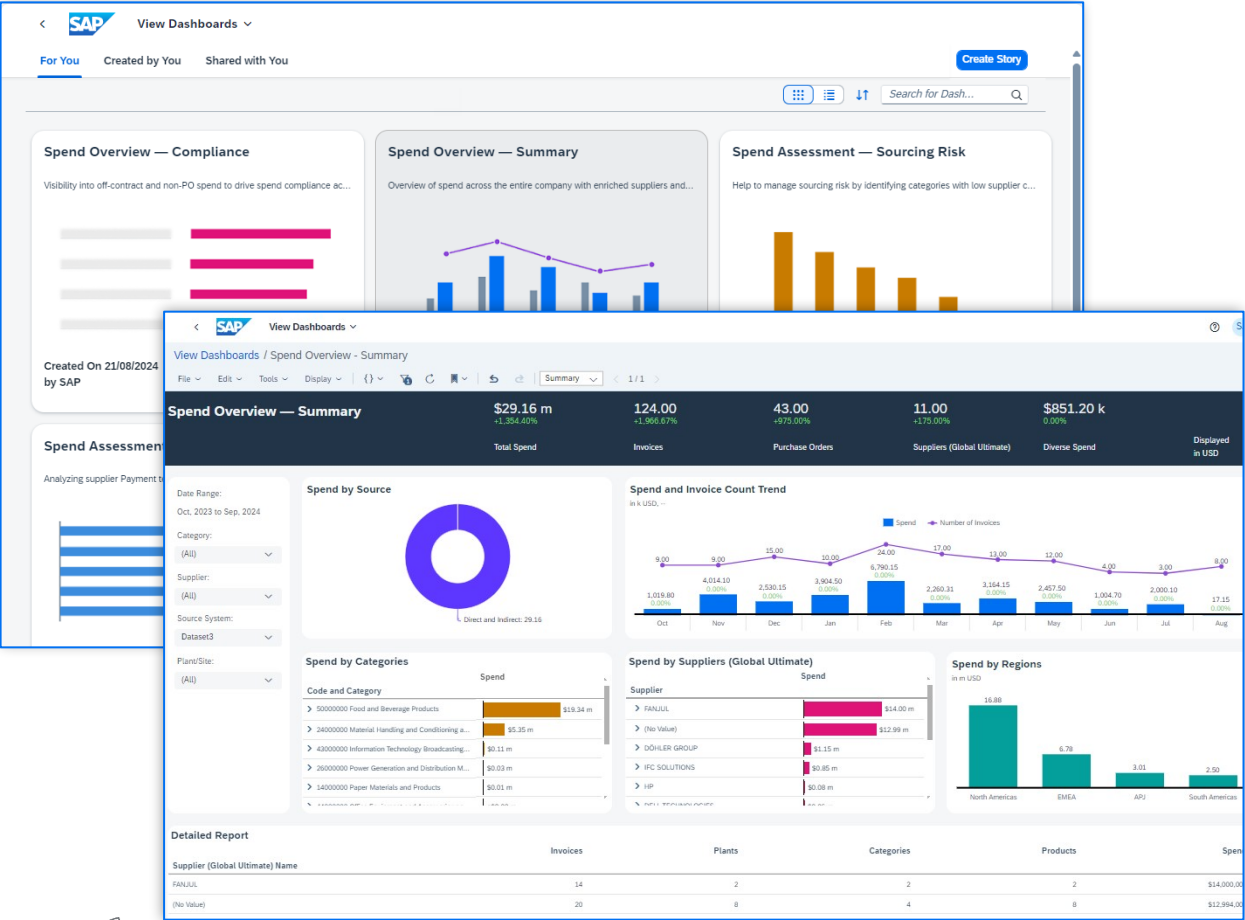 SAP View Dashboards
For You Created by You Shared with You Create Story
Search for Dash...
Spend Overview — Compliance
Visibility into off-contract and non-PO spend to drive spend compliance ac...
Created On 21/08/2024
by SAP
Spend Overview — Summary
Overview of spend across the entire company with enriched suppliers and...
Spend Assessment — Sourcing Risk
Help to manage sourcing risk by identifying categories with low supplier c...
Spend Assessment
Analyzing supplier Payment t
SAP View Dashboards
View Dashboards / Spend Overview - Summary
File Edit Tools Display {} Summary 1/1
Spend Overview — Summary
$29.16 m
+1,354.40%
Total Spend
124.00
+1,966.67%
Invoices
43.00
+975.00%
Purchase Orders
11.00
+175.00%
Suppliers (Global Ultimate)
$851.20 k
0.00%
Diverse Spend
Displayed
in USD
Date Range:
Oct, 2023 to Sep, 2024
Category:
(All)
Supplier:
(All)
Source System:
Dataset3
Plant/Site:
(All)
Spend by Source
Direct and Indirect: 29.16
Spend and Invoice Count Trend
in k USD, --
Spend Number of Invoices
9.00 9.00 15.00 10.00 24.00 17.00 13.00 12.00 4.00 3.00 8.00
1,019.80 4,014.10 2,530.15 3,904.50 6,790.15 2,260.31 3,164.15 2,457.50 1,004.70 2,000.10 17.15
0.00% 0.00% 0.00% 0.00% 0.00% 0.00% 0.00% 0.00% 0.00% 0.00% 0.00%
Oct Nov Dec Jan Feb Mar Apr May Jun Jul Aug
Spend by Categories
Spend
Code and Category
50000000 Food and Beverage Products $19.34 m
24000000 Material Handling and Conditioning a... $5.35 m
43000000 Information Technology Broadcasting... $0.11 m
26000000 Power Generation and Distribution M... $0.03 m
14000000 Paper Materials and Products $0.01 m
Spend by Suppliers (Global Ultimate)
Spend
Supplier
FANJUL $14.00 m
(No Value) $12.99 m
DÖHLER GROUP $1.15 m
IFC SOLUTIONS $0.85 m
HP $0.08 m
DELL TECHNOLOGIES
Spend by Regions
in m USD
16.88 6.78 3.01 2.50
North Americas EMEA APJ South Americas
Detailed Report
Invoices Plants Categories Products Spen
Supplier (Global Ultimate) Name
FANJUL 14 2 2 2 $14,000,00
(No Value) 20 8 4 8 $12,994,00